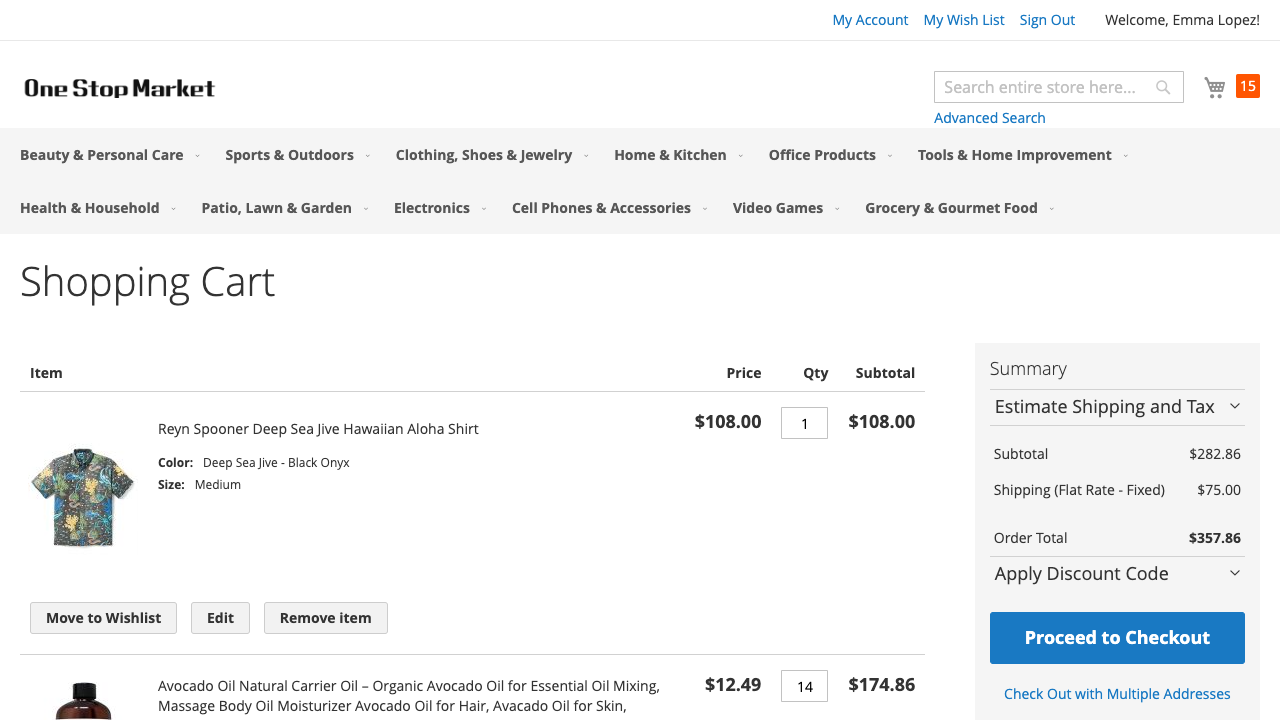 My Account My Wish List Sign Out Welcome, Emma Lopez!
One Stop Market
Search entire store here... 15
Advanced Search
Beauty & Personal Care Sports & Outdoors Clothing, Shoes & Jewelry Home & Kitchen Office Products Tools & Home Improvement
Health & Household Patio, Lawn & Garden Electronics Cell Phones & Accessories Video Games Grocery & Gourmet Food
Shopping Cart
Item Price Qty Subtotal
Reyn Spooner Deep Sea Jive Hawaiian Aloha Shirt $108.00 1 $108.00
Color: Deep Sea Jive - Black Onyx
Size: Medium
Move to Wishlist Edit Remove item
Avocado Oil Natural Carrier Oil – Organic Avocado Oil for Essential Oil Mixing, $12.49 14 $174.86
Massage Body Oil Moisturizer Avocado Oil for Hair, Avacado Oil for Skin,
Summary
Estimate Shipping and Tax
Subtotal $282.86
Shipping (Flat Rate - Fixed) $75.00
Order Total $357.86
Apply Discount Code
Proceed to Checkout
Check Out with Multiple Addresses